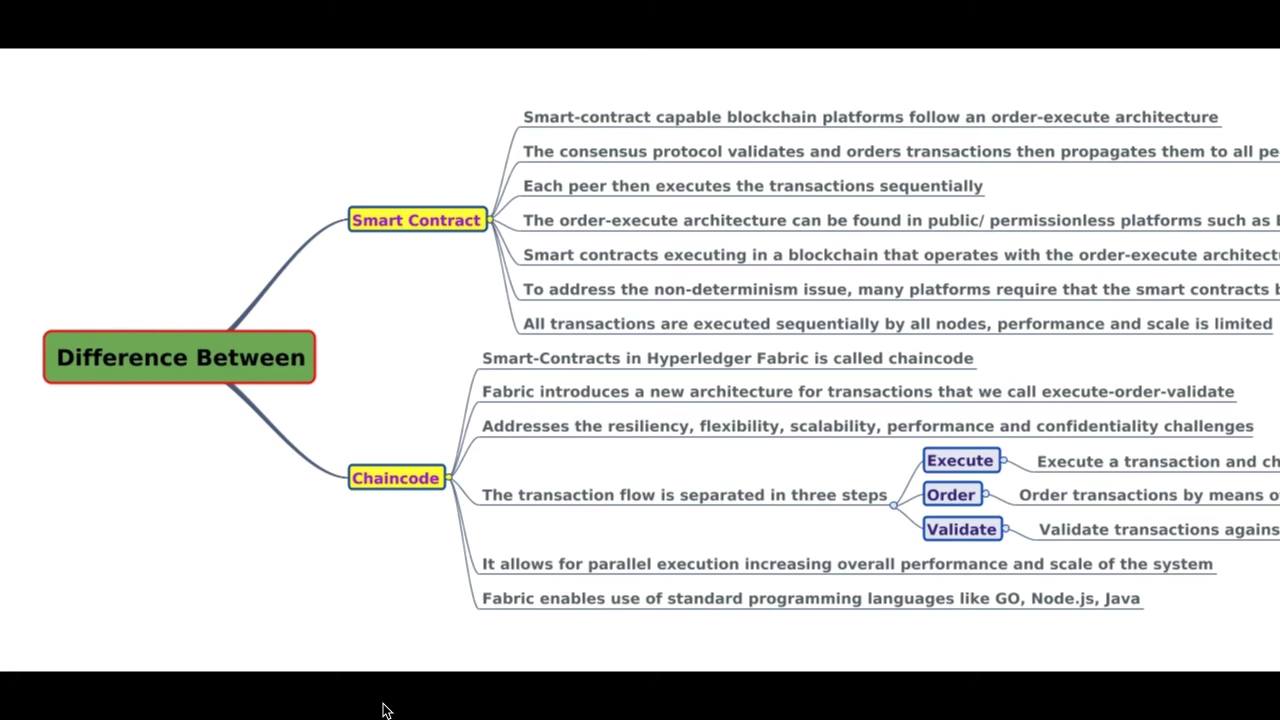 Difference Between
Smart Contract
Smart-contract capable blockchain platforms follow an order-execute architecture
The consensus protocol validates and orders transactions then propagates them to all
Each peer then executes the transactions sequentially
The order-execute architecture can be found in public/ permissionless platforms such as
Smart contracts executing in a blockchain that operates with the order-execute
To address the non-determinism issue, many platforms require that the smart contracts
All transactions are executed sequentially by all nodes, performance and scale is limited
Chaincode
Smart-Contracts in Hyperledger Fabric is called chaincode
Fabric introduces a new architecture for transactions that we call execute-order-validate
Addresses the resiliency, flexibility, scalability, performance and confidentiality challenges
The transaction flow is separated in three steps
Execute
Execute a transaction and
Order
Order transactions by means
Validate
Validate transactions
It allows for parallel execution increasing overall performance and scale of the system
Fabric enables use of standard programming languages like GO, Node.js, Java